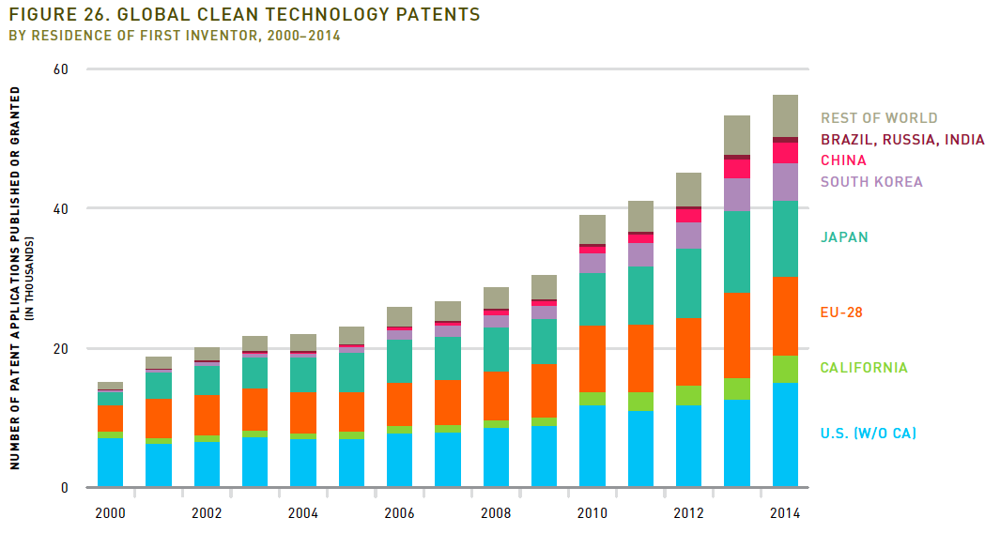 FIGURE 26. GLOBAL CLEAN TECHNOLOGY PATENTS
BY RESIDENCE OF FIRST INVENTOR, 2000–2014
NUMBER OF PATENT APPLICATIONS PUBLISHED OR GRANTED
(IN THOUSANDS)
60
40
20
0
REST OF WORLD
BRAZIL, RUSSIA, INDIA
CHINA
SOUTH KOREA
JAPAN
EU-28
CALIFORNIA
U.S. (W/O CA)
2000 2002 2004 2006 2008 2010 2012 2014